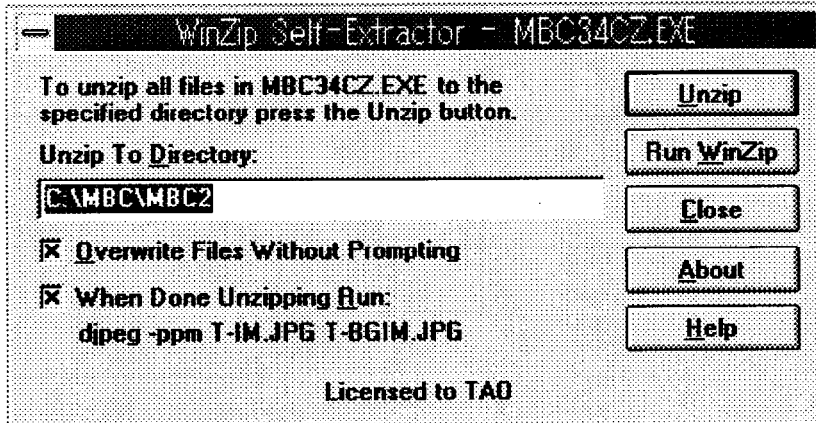 WinZip Self-Extractor - MBC34CZ.EXE
To unzip all files in MBC34CZ.EXE to the
specified directory press the Unzip button.
Unzip To Directory:
C:\MBC\MBC2
Overwrite Files Without Prompting
When Done Unzipping Run:
djpeg -ppm T-IM.JPG T-BGIM.JPG
Licensed to TAO
Unzip
Run WinZip
Close
About
Help